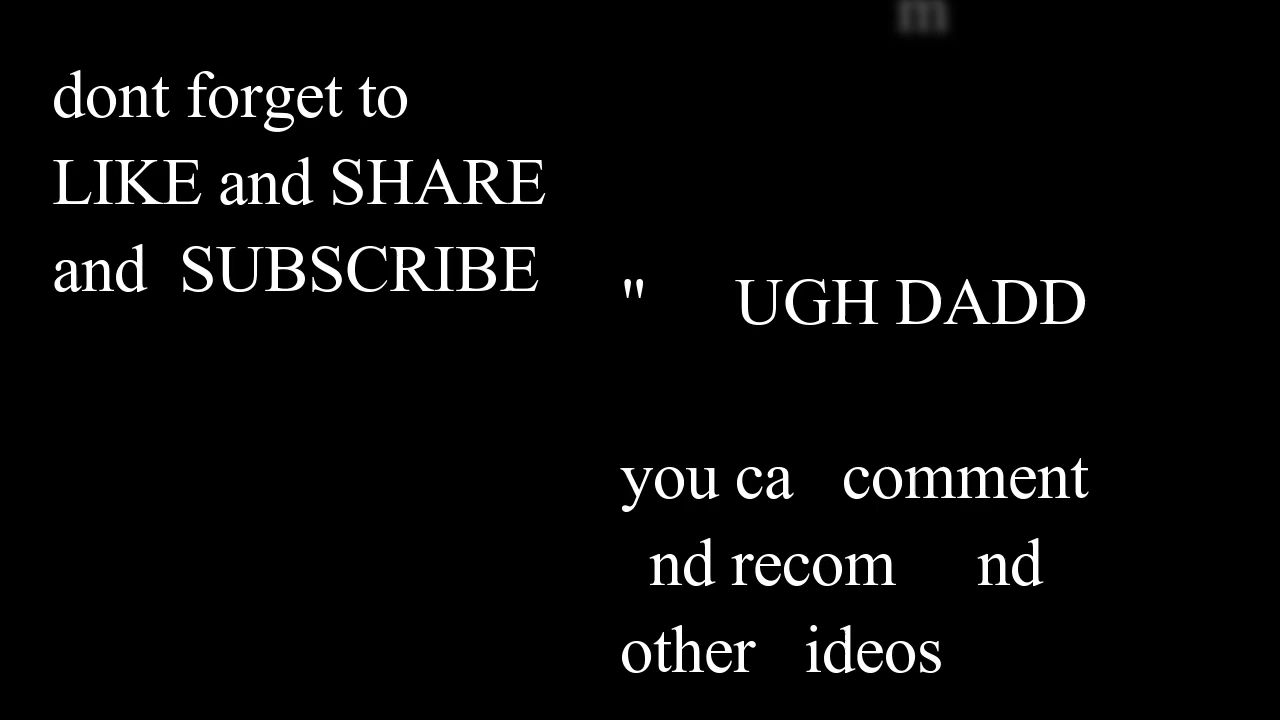 dont forget to
LIKE and SHARE
and SUBSCRIBE
m
" UGH DADD
you ca comment
nd recom nd
other ideos